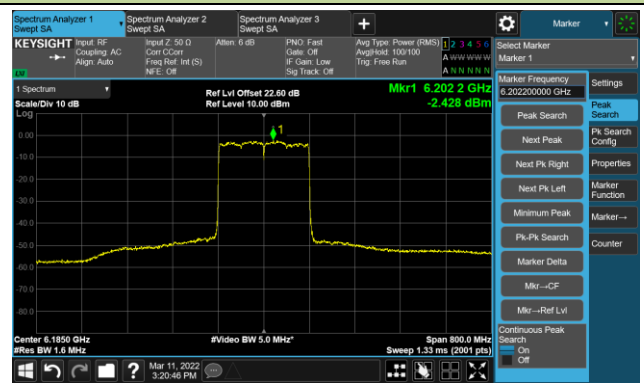 Spectrum Analyzer 1
Swept SA
Spectrum Analyzer 2
Swept SA
Spectrum Analyzer 3
Swept SA
+
Marker
KEYSIGHT
Input: RF
Coupling: AC
Align: Auto
Input Z: 50 Ω
Corr CCorr
Freq Ref: Int (S)
NFE: Off
Atten: 6 dB
PNO: Fast
Gate: Off
IF Gain: Low
Sig Track: Off
Avg Type: Power (RMS)
Avg|Hold: 100/100
Trig: Free Run
1 2 3 4 5 6
A W W W W W
A N N N N N
LXI
Select Marker
Marker 1
1 Spectrum
Scale/Div 10 dB
Log
Ref Lvl Offset 22.60 dB
Ref Level 10.00 dBm
Mkr1 6.202 2 GHz
-2.428 dBm
1
0.00
-10.0
-20.0
-30.0
-40.0
-50.0
-60.0
-70.0
-80.0
Center 6.1850 GHz
#Res BW 1.6 MHz
#Video BW 5.0 MHz*
Span 800.0 MHz
Sweep 1.33 ms (2001 pts)
Marker Frequency
6.202200000 GHz
Peak Search
Next Peak
Next Pk Right
Next Pk Left
Minimum Peak
Pk-Pk Search
Marker Delta
Mkr→CF
Mkr→Ref Lvl
Continuous Peak
Search
On
Off
Settings
Peak
Search
Pk Search
Config
Properties
Marker
Function
Marker→
Counter
?
Mar 11, 2022
3:20:46 PM